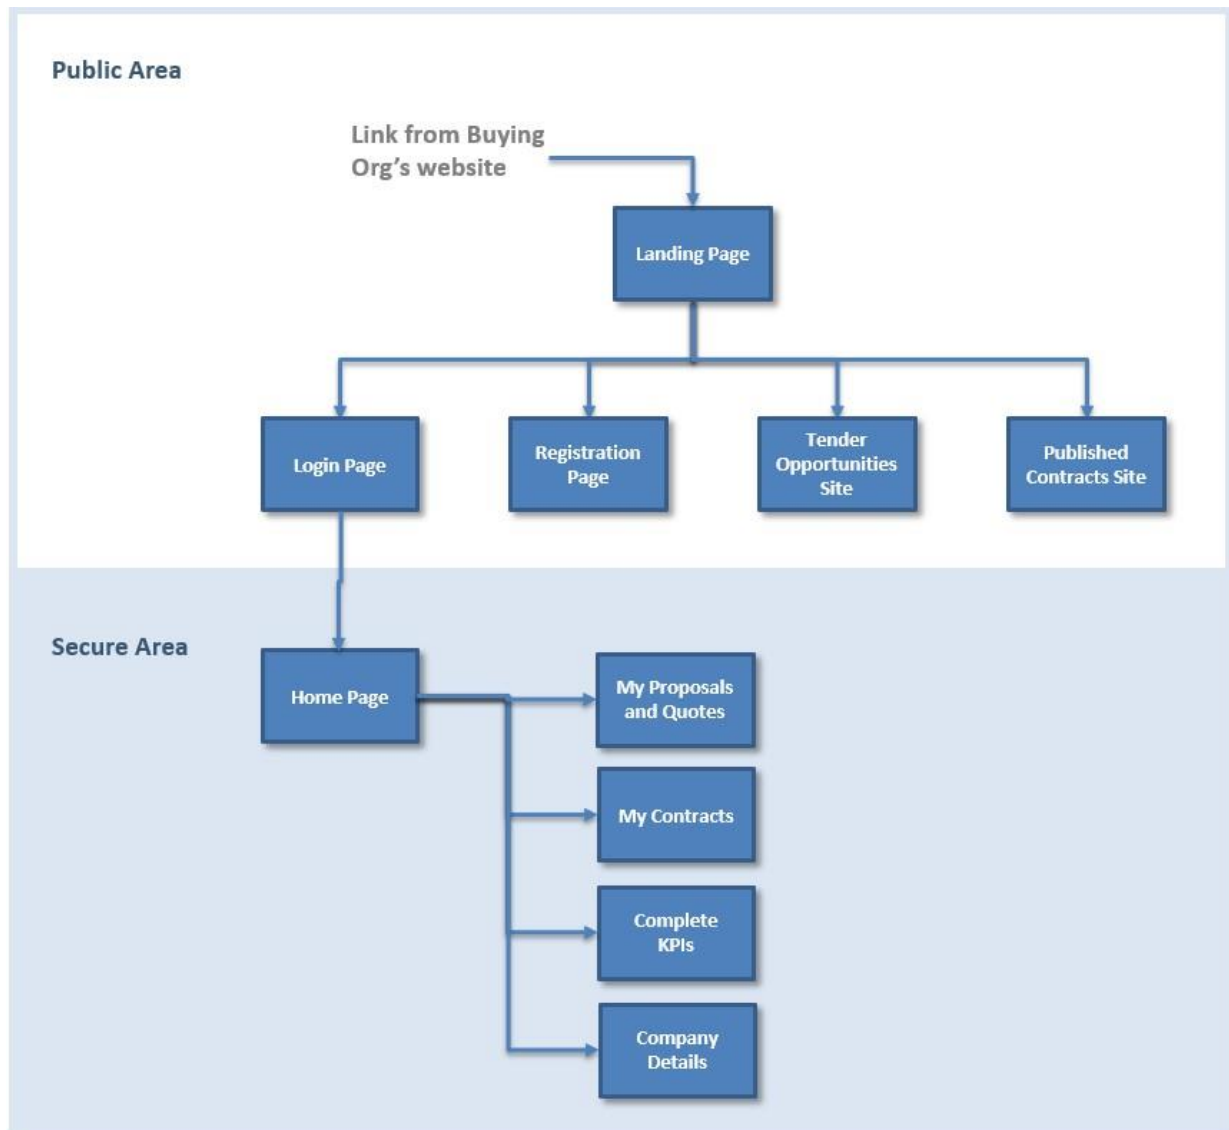 Public Area
Link from Buying
Org’s website
Landing Page
Login Page
Registration
Page
Tender
Opportunities
Site
Published
Contracts Site
Secure Area
Home Page
My Proposals
and Quotes
My Contracts
Complete
KPIs
Company
Details